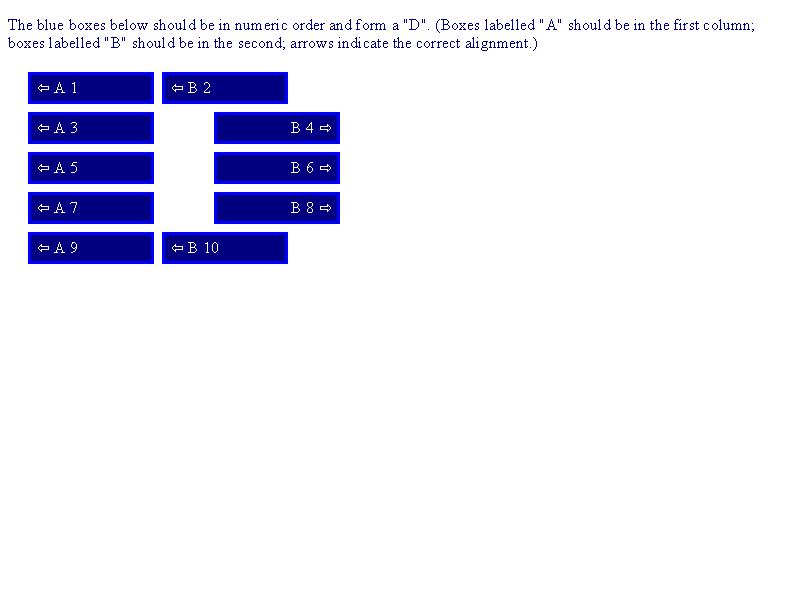 The blue boxes below should be in numeric order and form a "D". (Boxes labelled "A" should be in the first column;
boxes labelled "B" should be in the second; arrows indicate the correct alignment.)
⇦ A 1 ⇦ B 2
⇦ A 3 B 4 ⇨
⇦ A 5 B 6 ⇨
⇦ A 7 B 8 ⇨
⇦ A 9 ⇦ B 10